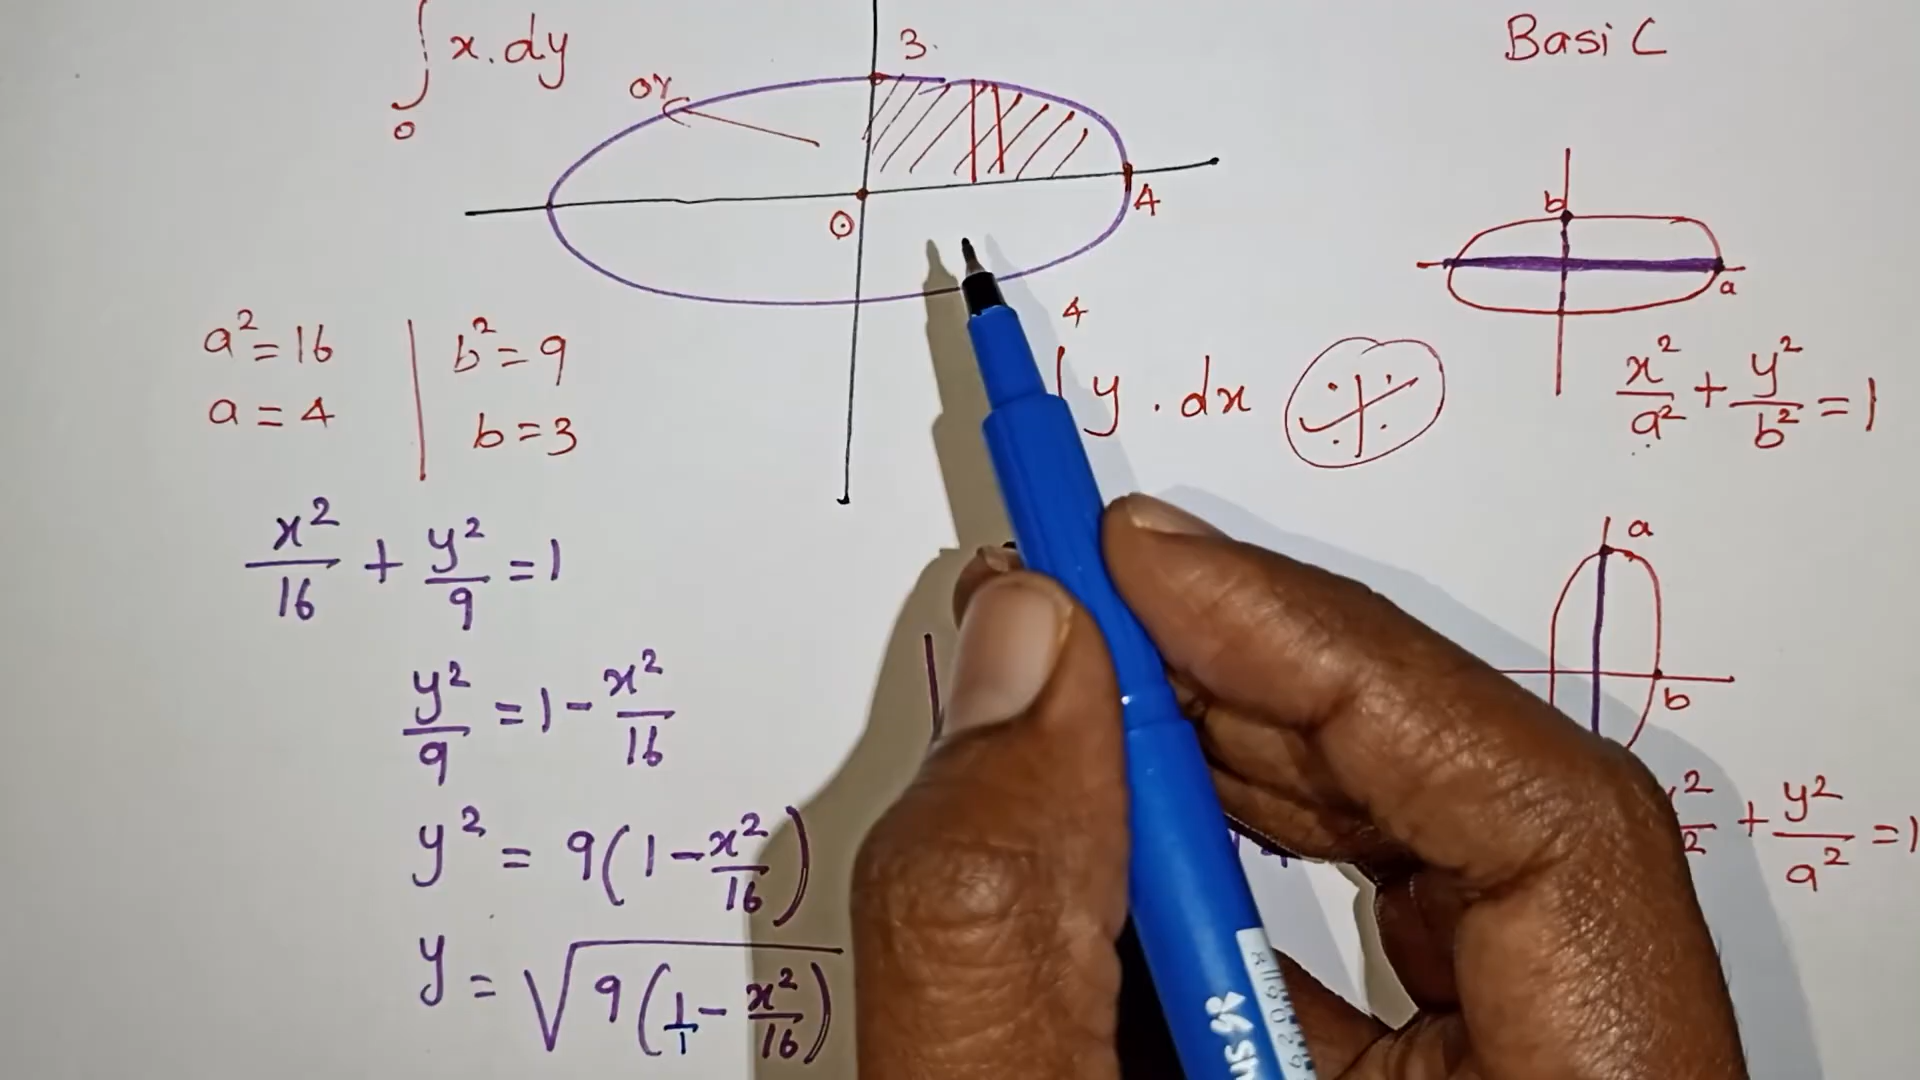 ∫₀ x.dy
Basic
3.
or
0
4
b
a
a² = 16 | b² = 9
a = 4 | b = 3
4
∫ y . dx
x²/a² + y²/b² = 1
x²/16 + y²/9 = 1
a
b
y²/9 = 1 - x²/16
y² = 9(1 - x²/16)
+ y²/a² = 1
y = √9(1/1 - x²/16)